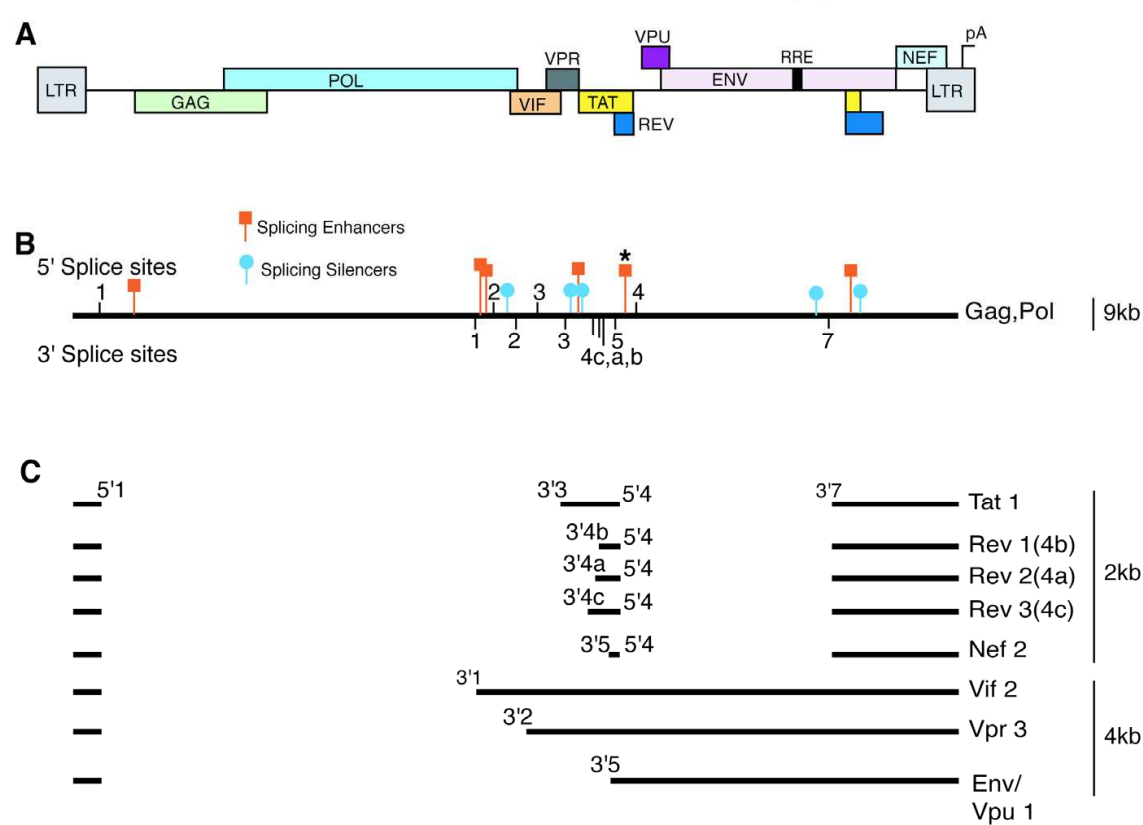 A
VPU
pA
VPR
RRE
NEF
LTR
POL
ENV
LTR
GAG
VIF
TAT
REV
Splicing Enhancers
B
5' Splice sites
*
Splicing Silencers
1
2
3
4
Gag,Pol
9kb
3' Splice sites
1
2
3
5
7
4c,a,b
C
5'1
3'3
5'4
3'7
Tat 1
3'4b
5'4
Rev 1(4b)
3'4a
5'4
Rev 2(4a)
2kb
3'4c
5'4
Rev 3(4c)
3'5
5'4
Nef 2
3'1
Vif 2
3'2
Vpr 3
4kb
3'5
Env/
Vpu 1